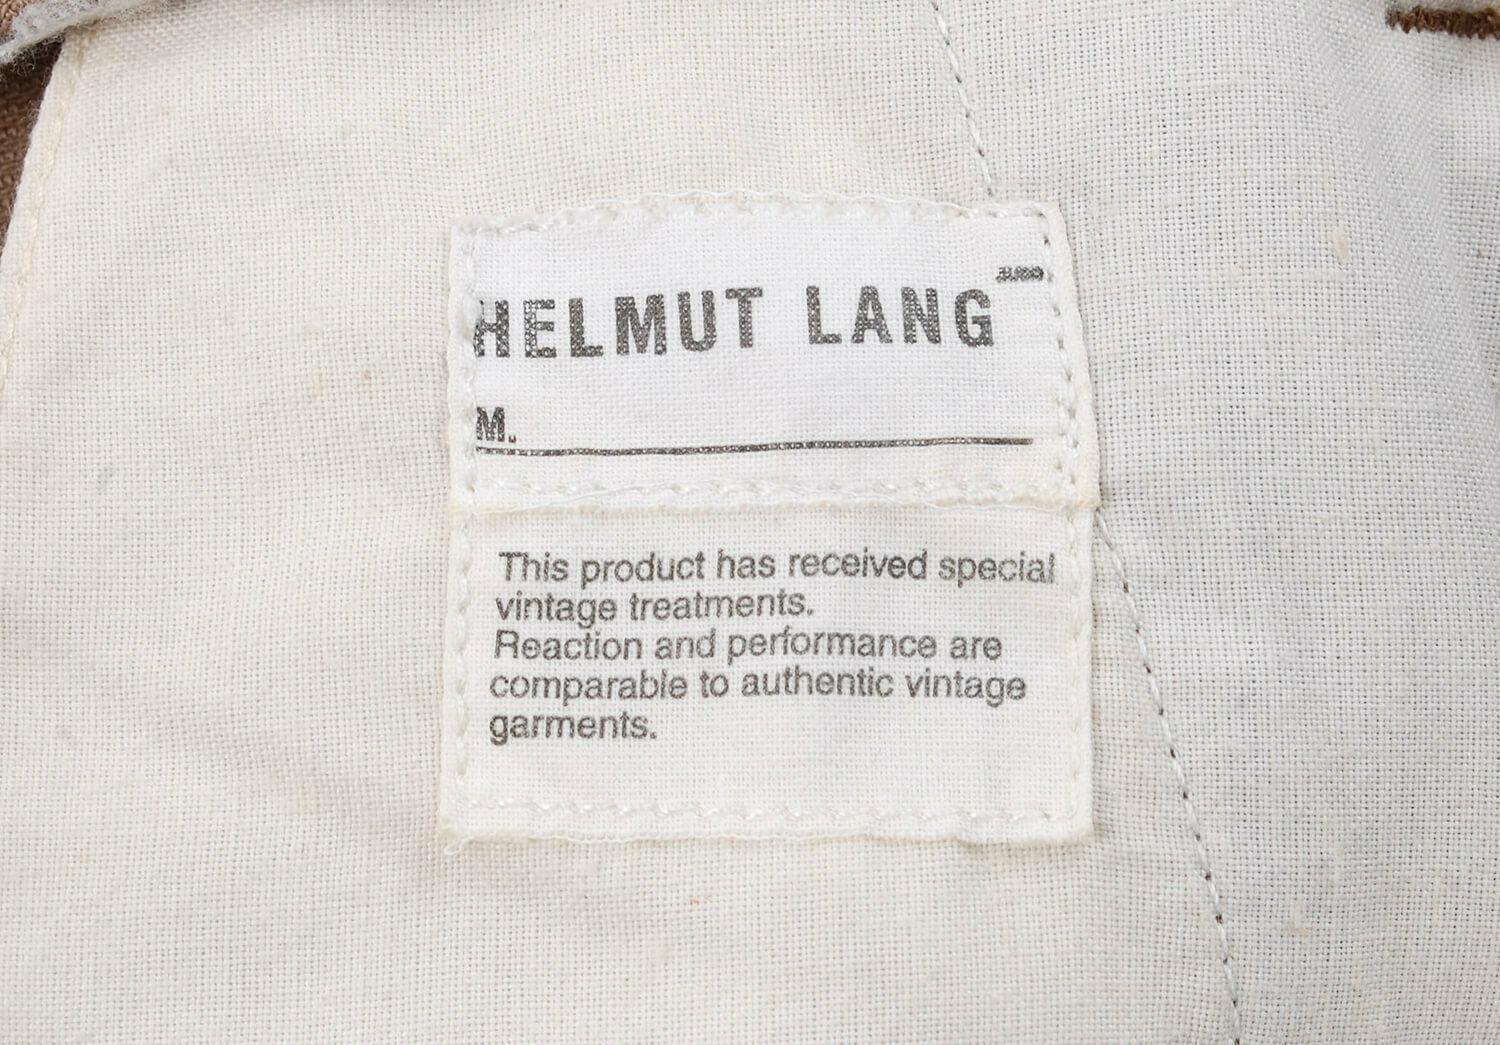 HELMUT LANG
M.
This product has received special
vintage treatments.
Reaction and performance are
comparable to authentic vintage
garments.